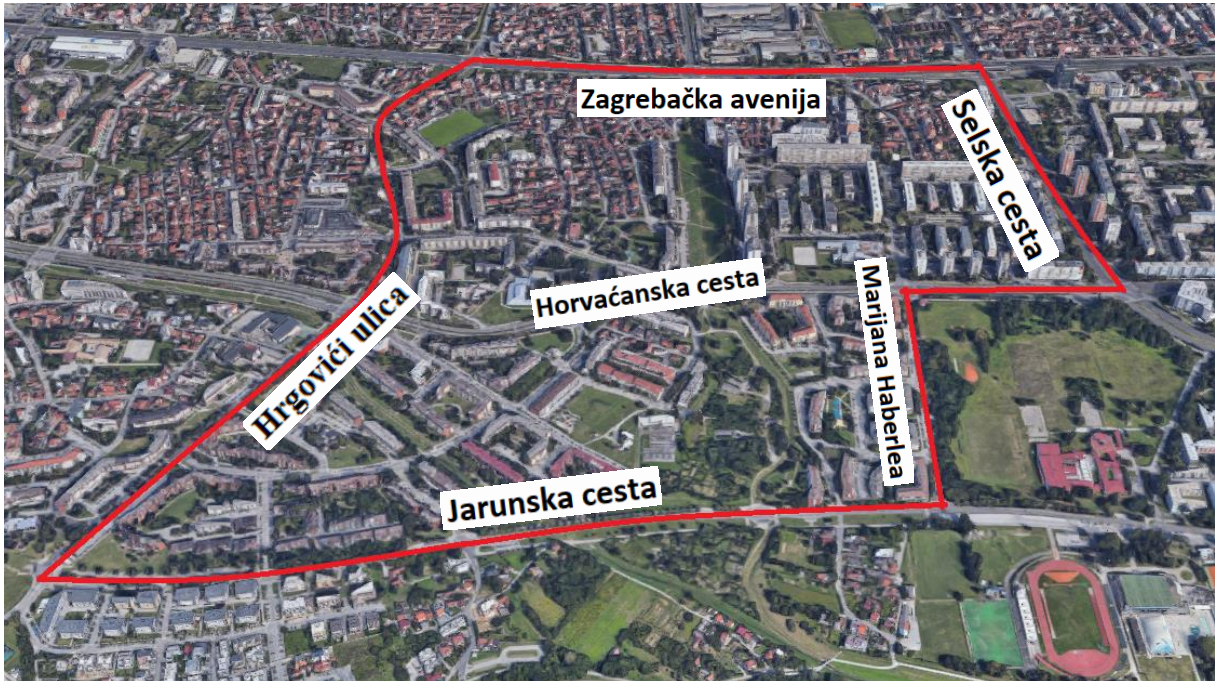 Zagrebačka avenija
Selska cesta
Horvaćanska cesta
Marijana Haberlea
Hrgovići ulica
Jarunska cesta